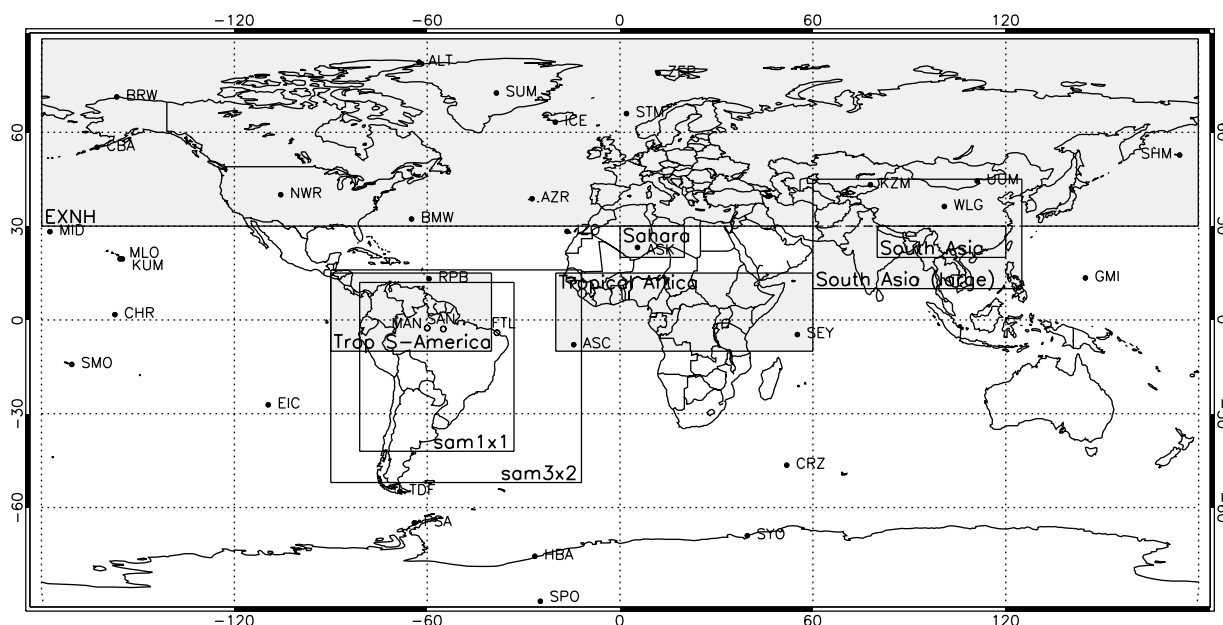 −120 −60 0 60 120
ALT
ZEP
BRW
SUM
STM
ICE
60 60
CBA
SHM
NWR
AZR
KZM
UUM
WLG
EXNH
BMW
30
MID
IZO
Sahara
ASK
South Asia
MLO
KUM
RPB
Tropical Africa
South Asia (large)
GMI
CHR
0 0
MAN
SAN
FTL
SEY
Trop S−America
ASC
SMO
EIC
−30
sam1x1
sam3x2
CRZ
TDF
−60
PSA
SYO
HBA
SPO
−120 −60 0 60 120